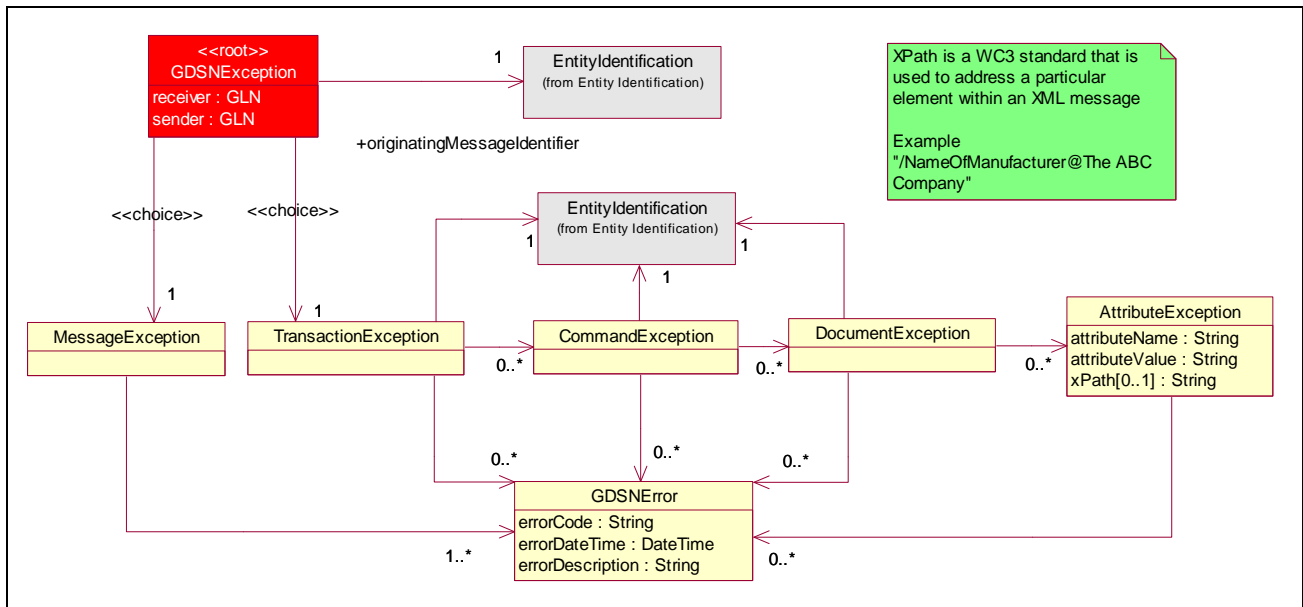 <<root>>
GDSNException
receiver : GLN
sender : GLN
1
EntityIdentification
(from Entity Identification)
+originatingMessageIdentifier
XPath is a WC3 standard that is
used to address a particular
element within an XML message
Example
"/NameOfManufacturer@The ABC
Company"
<<choice>>
<<choice>>
EntityIdentification
(from Entity Identification)
1
1
1
1
1
MessageException
TransactionException
0..*
CommandException
0..*
DocumentException
0..*
AttributeException
attributeName : String
attributeValue : String
xPath[0..1] : String
0..*
0..*
0..*
GDSNError
errorCode : String
errorDateTime : DateTime
errorDescription : String
1..*
0..*